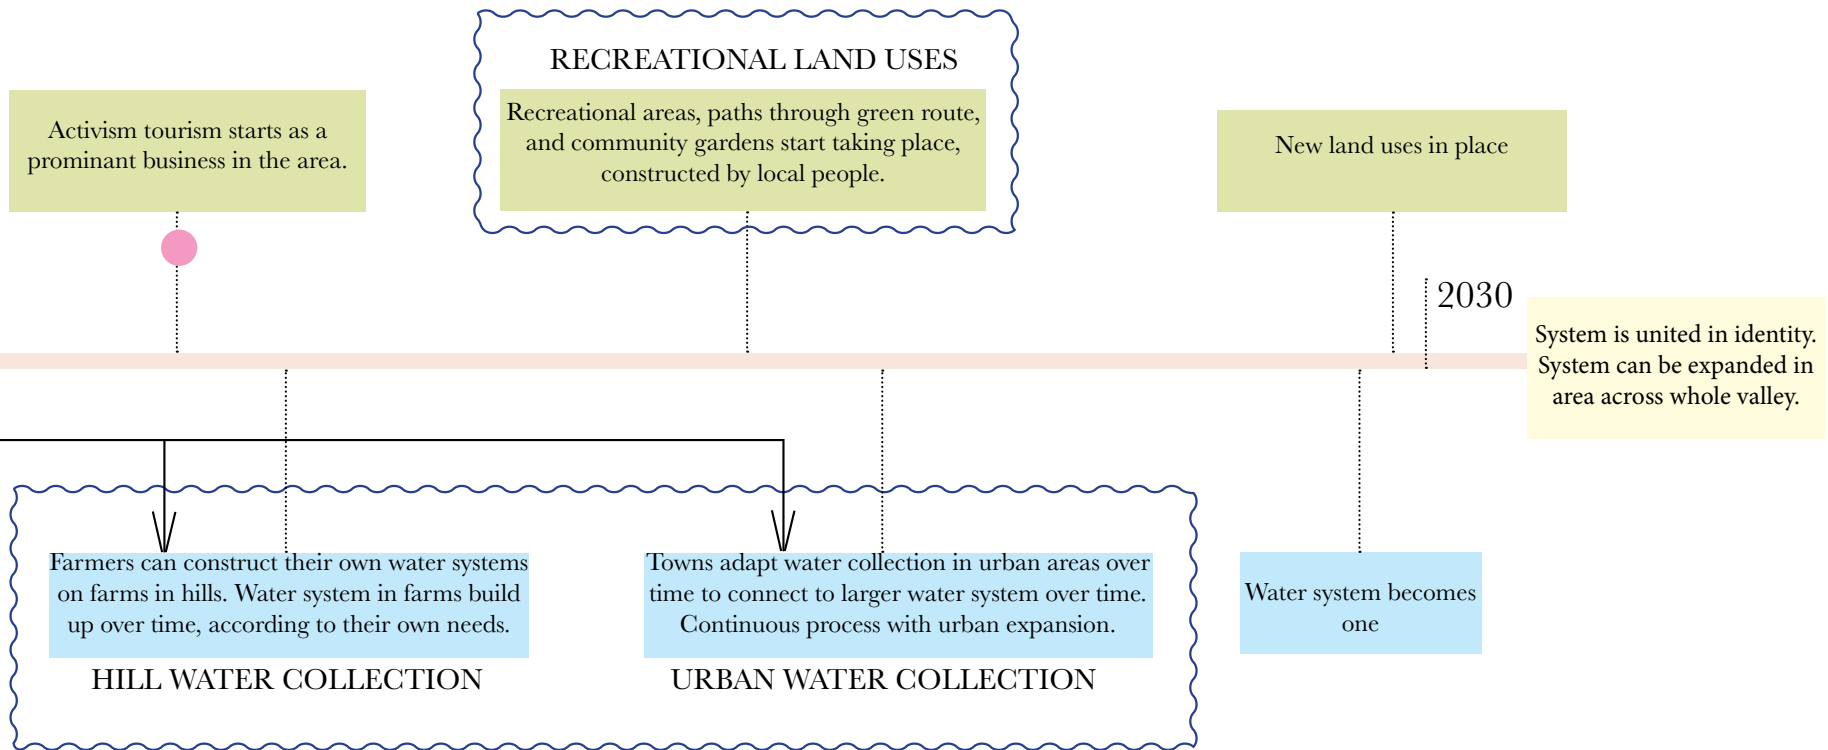 RECREATIONAL LAND USES
Activism tourism starts as a
prominant business in the area.
Recreational areas, paths through green route,
and community gardens start taking place,
constructed by local people.
New land uses in place
2030
System is united in identity.
System can be expanded in
area across whole valley.
Farmers can construct their own water systems
on farms in hills. Water system in farms build
up over time, according to their own needs.
HILL WATER COLLECTION
Towns adapt water collection in urban areas over
time to connect to larger water system over time.
Continuous process with urban expansion.
URBAN WATER COLLECTION
Water system becomes
one